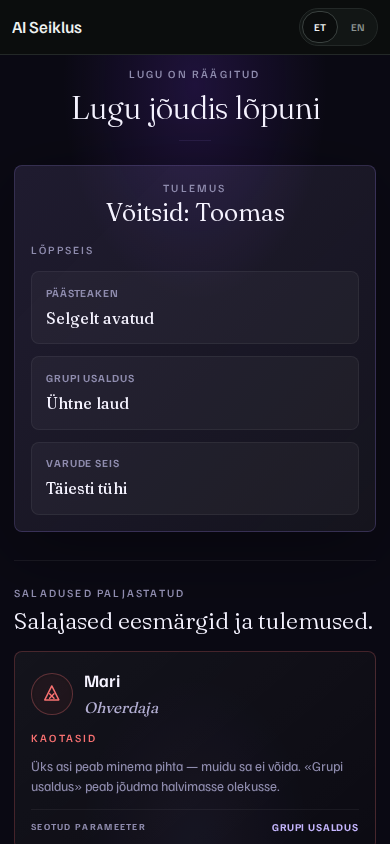 AI Seiklus
ET
EN
LUGU ON RÄÄGITUD
Lugu jõudis lõpuni
TULEMUS
Võitsid: Toomas
LÕPPSEIS
PÄÄSTEAKEN
Selgelt avatud
GRUPI USALDUS
Ühtne laud
VARUDE SEIS
Täiesti tühi
SALADUSED PALJASTATUD
Salajased eesmärgid ja tulemused.
Mari
Ohverdaja
KAOTASID
Üks asi peab minema pihta — muidu sa ei võida. «Grupi
usaldus» peab jõudma halvimasse olekusse.
SEOTUD PARAMEETER
GRUPI USALDUS